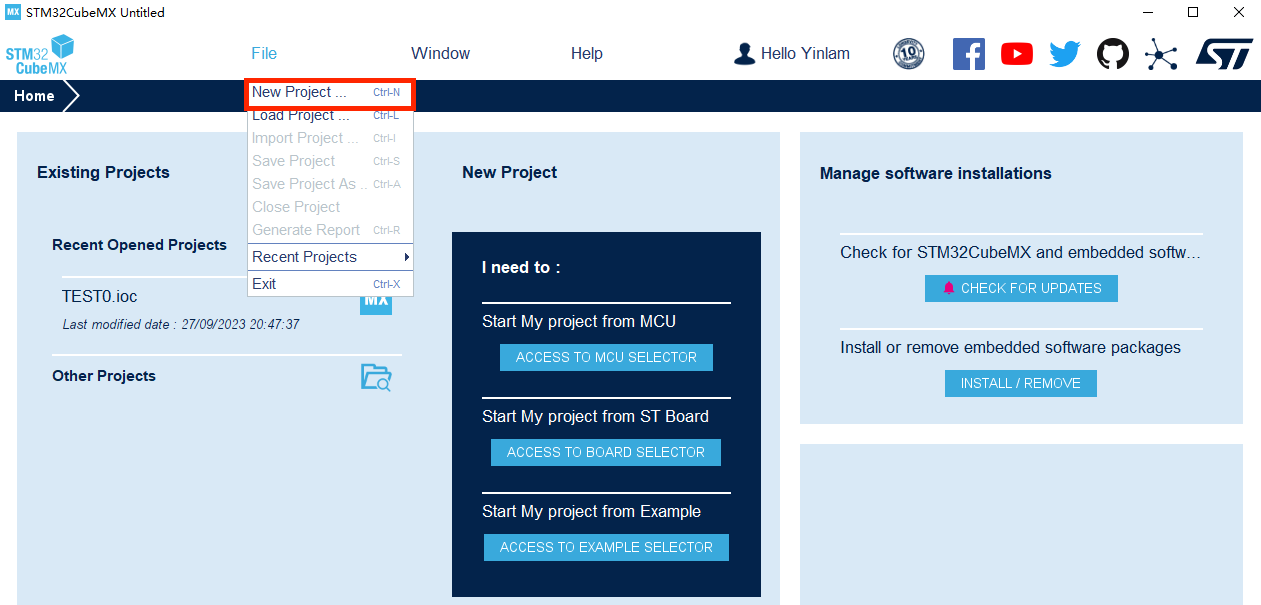 MX STM32CubeMX Untitled
STM32
CubeMX
File Window Help Hello Yinlam 10 ST
Home
New Project ... Ctrl-N
Load Project ... Ctrl-L
Import Project ... Ctrl-I
Save Project Ctrl-S
Save Project As .. Ctrl-A
Close Project
Generate Report Ctrl-R
Recent Projects
Exit Ctrl-X
Existing Projects
Recent Opened Projects
TEST0.ioc
MX
Last modified date : 27/09/2023 20:47:37
Other Projects
New Project
I need to :
Start My project from MCU
ACCESS TO MCU SELECTOR
Start My project from ST Board
ACCESS TO BOARD SELECTOR
Start My project from Example
ACCESS TO EXAMPLE SELECTOR
Manage software installations
Check for STM32CubeMX and embedded softw...
CHECK FOR UPDATES
Install or remove embedded software packages
INSTALL / REMOVE